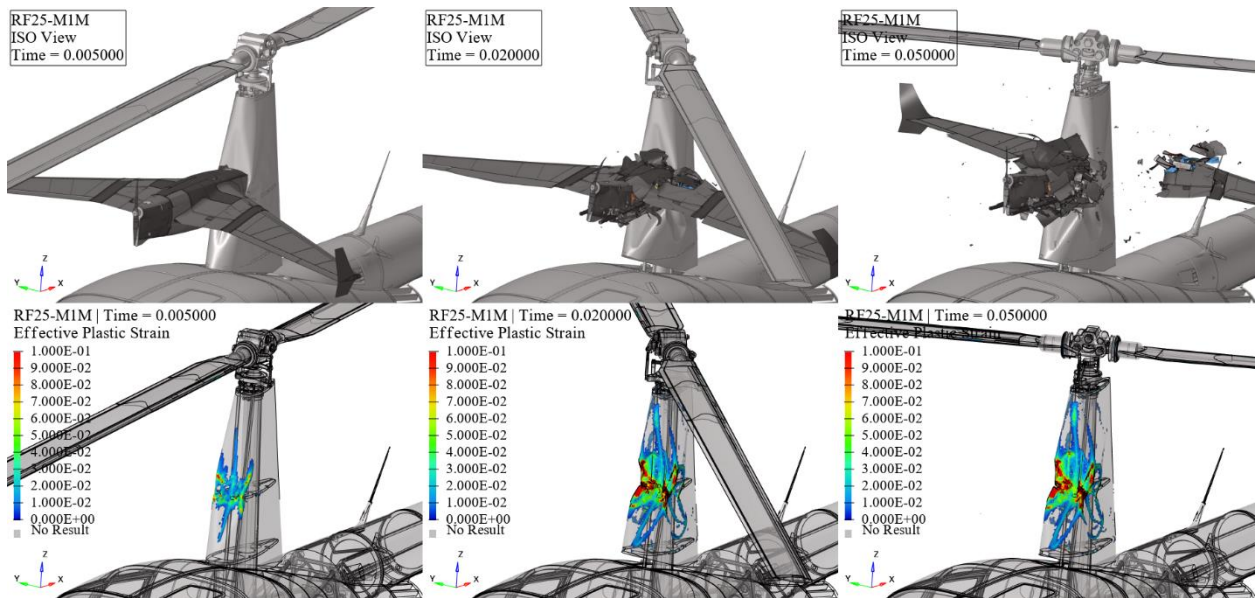 RF25-M1M
ISO View
Time = 0.005000
Z
Y
X
RF25-M1M
ISO View
Time = 0.020000
Z
Y
X
RF25-M1M
ISO View
Time = 0.050000
Z
Y
X
RF25-M1M | Time = 0.005000
Effective Plastic Strain
1.000E-01
9.000E-02
8.000E-02
7.000E-02
6.000E-02
5.000E-02
4.000E-02
3.000E-02
2.000E-02
1.000E-02
0.000E+00
No Result
Z
Y
X
RF25-M1M | Time = 0.020000
Effective Plastic Strain
1.000E-01
9.000E-02
8.000E-02
7.000E-02
6.000E-02
5.000E-02
4.000E-02
3.000E-02
2.000E-02
1.000E-02
0.000E+00
No Result
Z
Y
X
RF25-M1M | Time = 0.050000
Effective Plastic Strain
1.000E-01
9.000E-02
8.000E-02
7.000E-02
6.000E-02
5.000E-02
4.000E-02
3.000E-02
2.000E-02
1.000E-02
0.000E+00
No Result
Z
Y
X